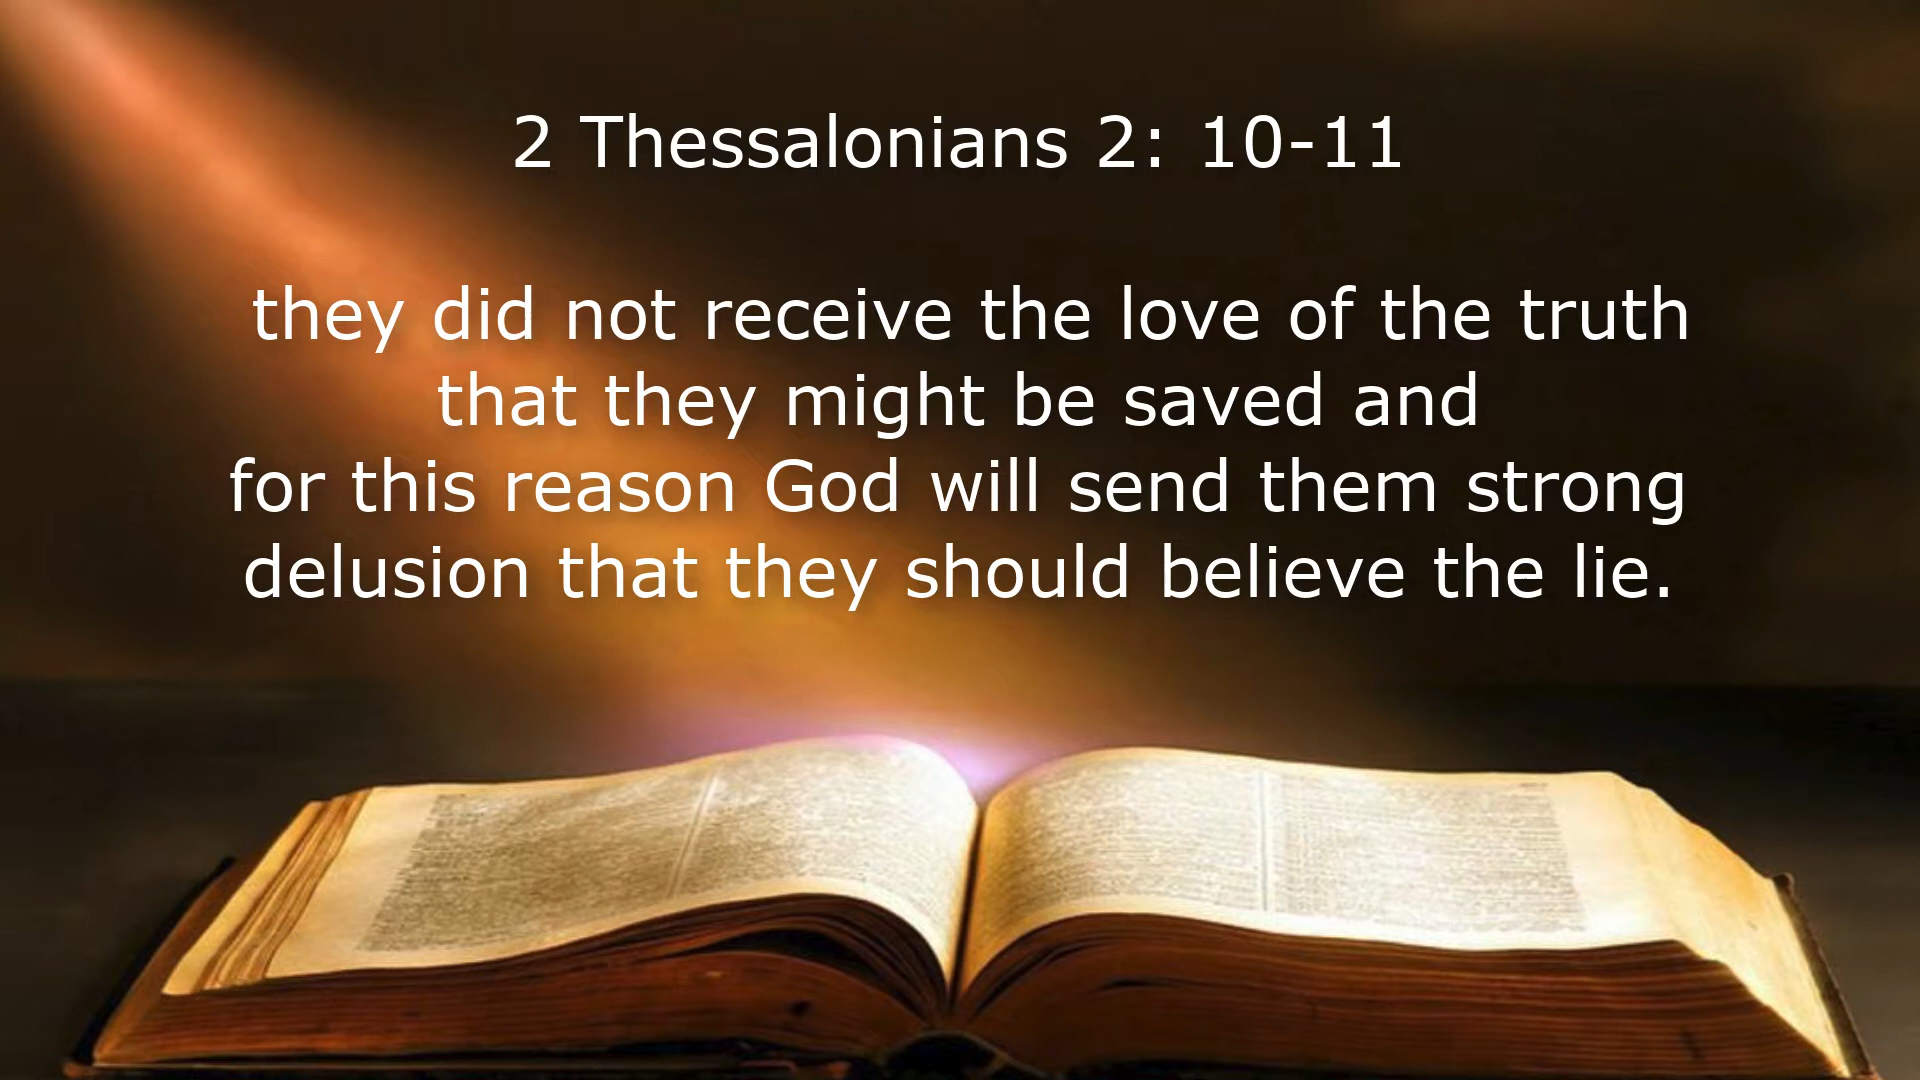 2 Thessalonians 2: 10-11
they did not receive the love of the truth
that they might be saved and
for this reason God will send them strong
delusion that they should believe the lie.